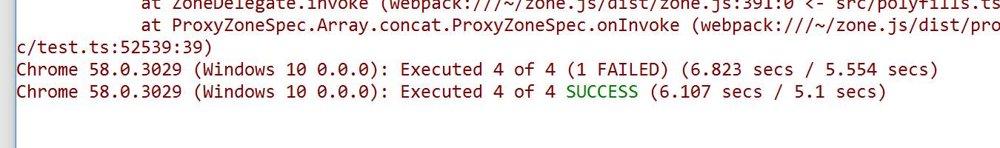 at ZoneDelegate.invoke (webpack:///~/zone.js/dist/zone.js:391:0 <- src/polyfills.ts
at ProxyZoneSpec.Array.concat.ProxyZoneSpec.onInvoke (webpack:///~/zone.js/dist/pro
c/test.ts:52539:39)
Chrome 58.0.3029 (Windows 10 0.0.0): Executed 4 of 4 (1 FAILED) (6.823 secs / 5.554 secs)
Chrome 58.0.3029 (Windows 10 0.0.0): Executed 4 of 4 SUCCESS (6.107 secs / 5.1 secs)